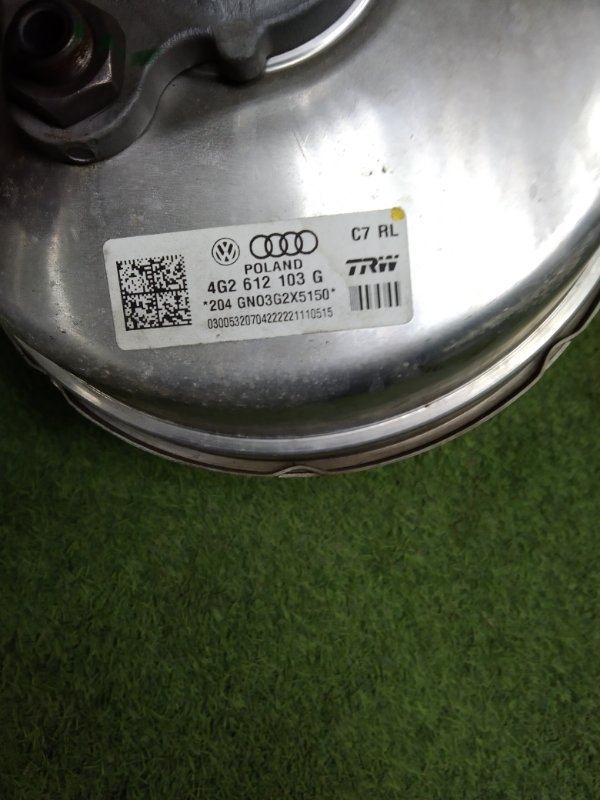 C7 RL
POLAND
TRW
4G2 612 103 G
*204 GN03G2X5150*
03005320704222221110515